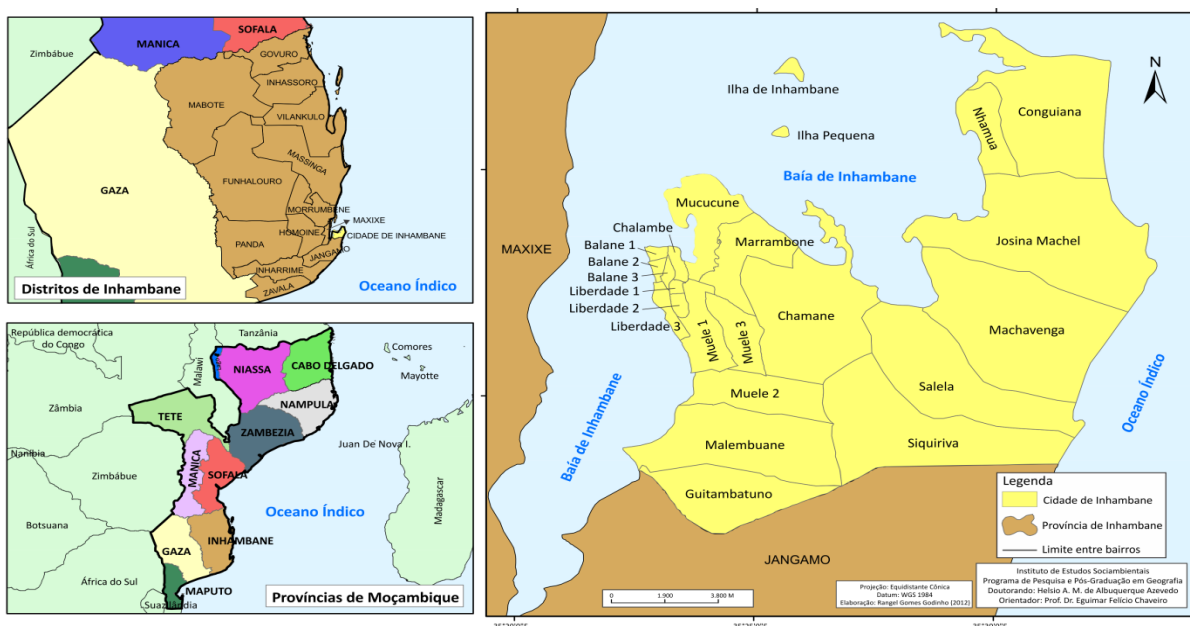 Zimbábue
MANICA
SOFALA
GOVURO
INHASSORO
MABOTE
VILANKULO
MASSINGA
GAZA
FUNHALOURO
MORRUMBENE
MAXIXE
HOMOINE
CIDADE DE INHAMBANE
PANDA
JANGAMO
INHARRIME
ZAVALA
África do Sul
Distritos de Inhambane
Oceano Índico
República democrática
do Congo
Tanzânia
Comores
Mayotte
Malawi
NIASSA
CABO DELGADO
NAMPULA
Zâmbia
TETE
ZAMBEZIA
Juan De Nova I.
Namíbia
Zimbábue
MANICA
SOFALA
Oceano Índico
Madagascar
Botsuana
GAZA
INHAMBANE
África do Sul
MAPUTO
Suazilândia
Províncias de Moçambique
N
Ilha de Inhambane
Ilha Pequena
Baía de Inhambane
Nhamua
Conguiana
Mucucune
Chalambe
Balane 1
Balane 2
Balane 3
Liberdade 1
Liberdade 2
Liberdade 3
Marrambone
Josina Machel
MAXIXE
Muele 1
Muele 3
Chamane
Machavenga
Muele 2
Salela
Baía de Inhambane
Oceano Índico
Malembuane
Siquiriva
Guitambatuno
JANGAMO
Legenda
Cidade de Inhambane
Província de Inhambane
Limite entre bairros
0 1.900 3.800 M
Projeção: Equidistante Cônica
Datum: WGS 1984
Elaboração: Rangel Gomes Godinho (2012)
Instituto de Estudos Sociambientais
Programa de Pesquisa e Pós-Graduação em Geografia
Doutorando: Helsio A. M. de Albuquerque Azevedo
Orientador: Prof. Dr. Eguimar Felício Chaveiro